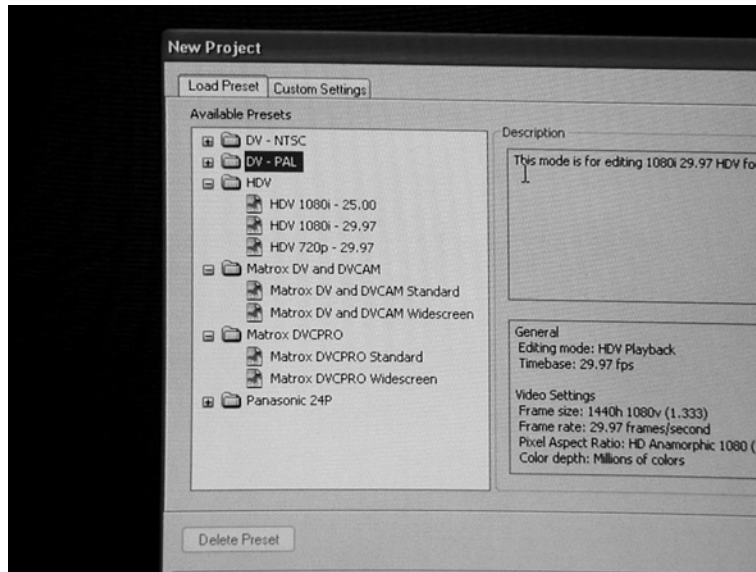 New Project
Load Preset
Custom Settings
Available Presets
DV - NTSC
DV - PAL
HDV
HDV 1080i - 25.00
HDV 1080i - 29.97
HDV 720p - 29.97
Matrox DV and DVCAM
Matrox DV and DVCAM Standard
Matrox DV and DVCAM Widescreen
Matrox DVCPRO
Matrox DVCPRO Standard
Matrox DVCPRO Widescreen
Panasonic 24P
Delete Preset
Description
This mode is for editing 1080i 29.97 HDV fo
General
Editing mode: HDV Playback
Timebase: 29.97 fps
Video Settings
Frame size: 1440h 1080v (1.333)
Frame rate: 29.97 frames/second
Pixel Aspect Ratio: HD Anamorphic 1080 (
Color depth: Millions of colors